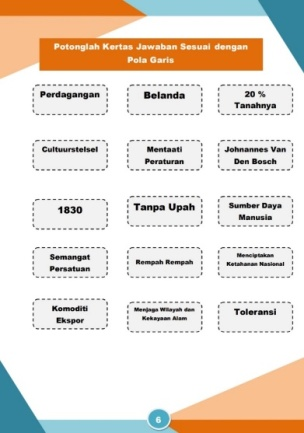 Potonglah Kertas Jawaban Sesuai dengan
Pola Garis
Perdagangan
Belanda
20 %
Tanahnya
Cultuurstelsel
Mentaati
Peraturan
Johnannes Van
Den Bosch
1830
Tanpa Upah
Sumber Daya
Manusia
Semangat
Persatuan
Rempah Rempah
Menciptakan
Ketahanan Nasional
Komoditi
Ekspor
Menjaga Wilayah dan
Kekayaan Alam
Toleransi
6